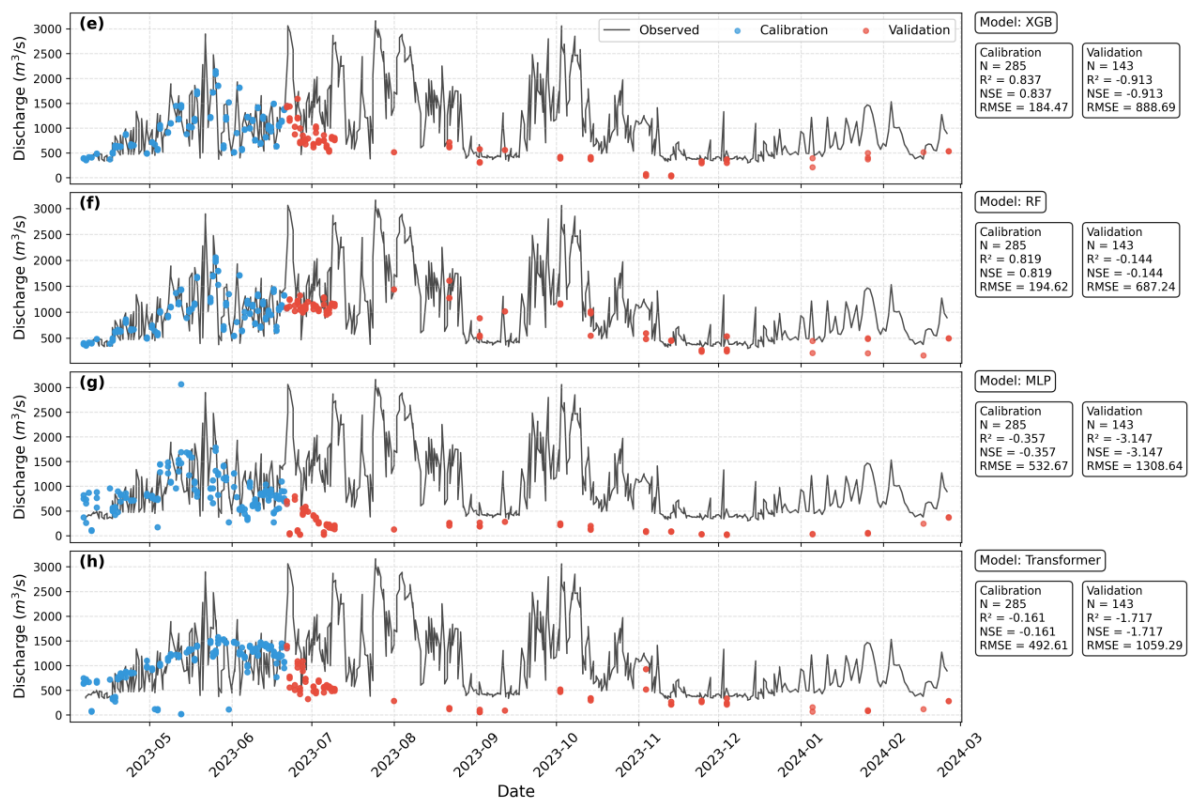 (e)
Observed
Calibration
Validation
3000
2500
2000
1500
1000
500
0
Discharge (m³/s)
Model: XGB
Calibration
N = 285
R² = 0.837
NSE = 0.837
RMSE = 184.47
Validation
N = 143
R² = -0.913
NSE = -0.913
RMSE = 888.69
(f)
3000
2500
2000
1500
1000
500
0
Discharge (m³/s)
Model: RF
Calibration
N = 285
R² = 0.819
NSE = 0.819
RMSE = 194.62
Validation
N = 143
R² = -0.144
NSE = -0.144
RMSE = 687.24
(g)
3000
2500
2000
1500
1000
500
0
Discharge (m³/s)
Model: MLP
Calibration
N = 285
R² = -0.357
NSE = -0.357
RMSE = 532.67
Validation
N = 143
R² = -3.147
NSE = -3.147
RMSE = 1308.64
(h)
3000
2500
2000
1500
1000
500
0
Discharge (m³/s)
Model: Transformer
Calibration
N = 285
R² = -0.161
NSE = -0.161
RMSE = 492.61
Validation
N = 143
R² = -1.717
NSE = -1.717
RMSE = 1059.29
2023-05
2023-06
2023-07
2023-08
2023-09
2023-10
2023-11
2023-12
2024-01
2024-02
2024-03
Date